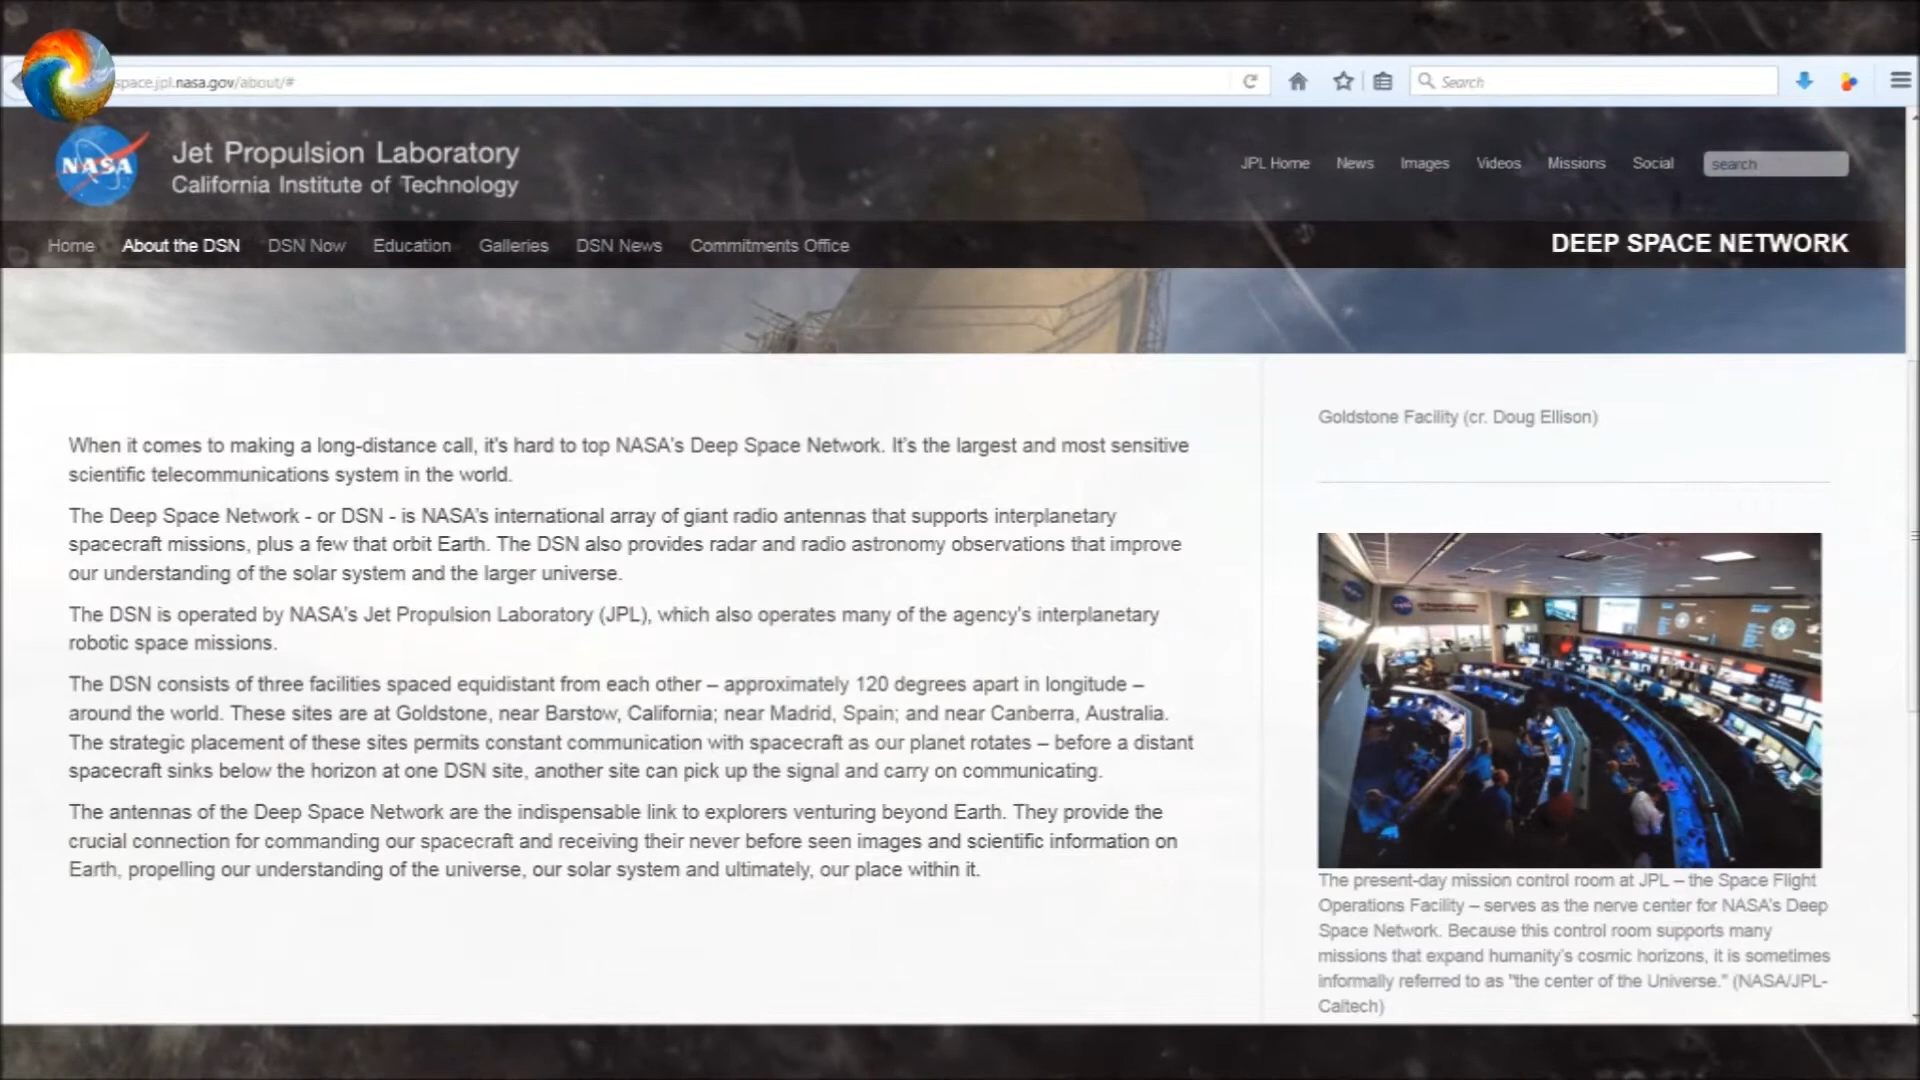 space.jpl.nasa.gov/about/#
Search
NASA
Jet Propulsion Laboratory
California Institute of Technology
JPL Home News Images Videos Missions Social search
Home About the DSN DSN Now Education Galleries DSN News Commitments Office
DEEP SPACE NETWORK
When it comes to making a long-distance call, it's hard to top NASA's Deep Space Network. It's the largest and most sensitive
scientific telecommunications system in the world.
The Deep Space Network - or DSN - is NASA's international array of giant radio antennas that supports interplanetary
spacecraft missions, plus a few that orbit Earth. The DSN also provides radar and radio astronomy observations that improve
our understanding of the solar system and the larger universe.
The DSN is operated by NASA's Jet Propulsion Laboratory (JPL), which also operates many of the agency's interplanetary
robotic space missions.
The DSN consists of three facilities spaced equidistant from each other – approximately 120 degrees apart in longitude –
around the world. These sites are at Goldstone, near Barstow, California; near Madrid, Spain; and near Canberra, Australia.
The strategic placement of these sites permits constant communication with spacecraft as our planet rotates – before a distant
spacecraft sinks below the horizon at one DSN site, another site can pick up the signal and carry on communicating.
The antennas of the Deep Space Network are the indispensable link to explorers venturing beyond Earth. They provide the
crucial connection for commanding our spacecraft and receiving their never before seen images and scientific information on
Earth, propelling our understanding of the universe, our solar system and ultimately, our place within it.
Goldstone Facility (cr. Doug Ellison)
The present-day mission control room at JPL – the Space Flight
Operations Facility – serves as the nerve center for NASA's Deep
Space Network. Because this control room supports many
missions that expand humanity's cosmic horizons, it is sometimes
informally referred to as "the center of the Universe." (NASA/JPL-
Caltech)